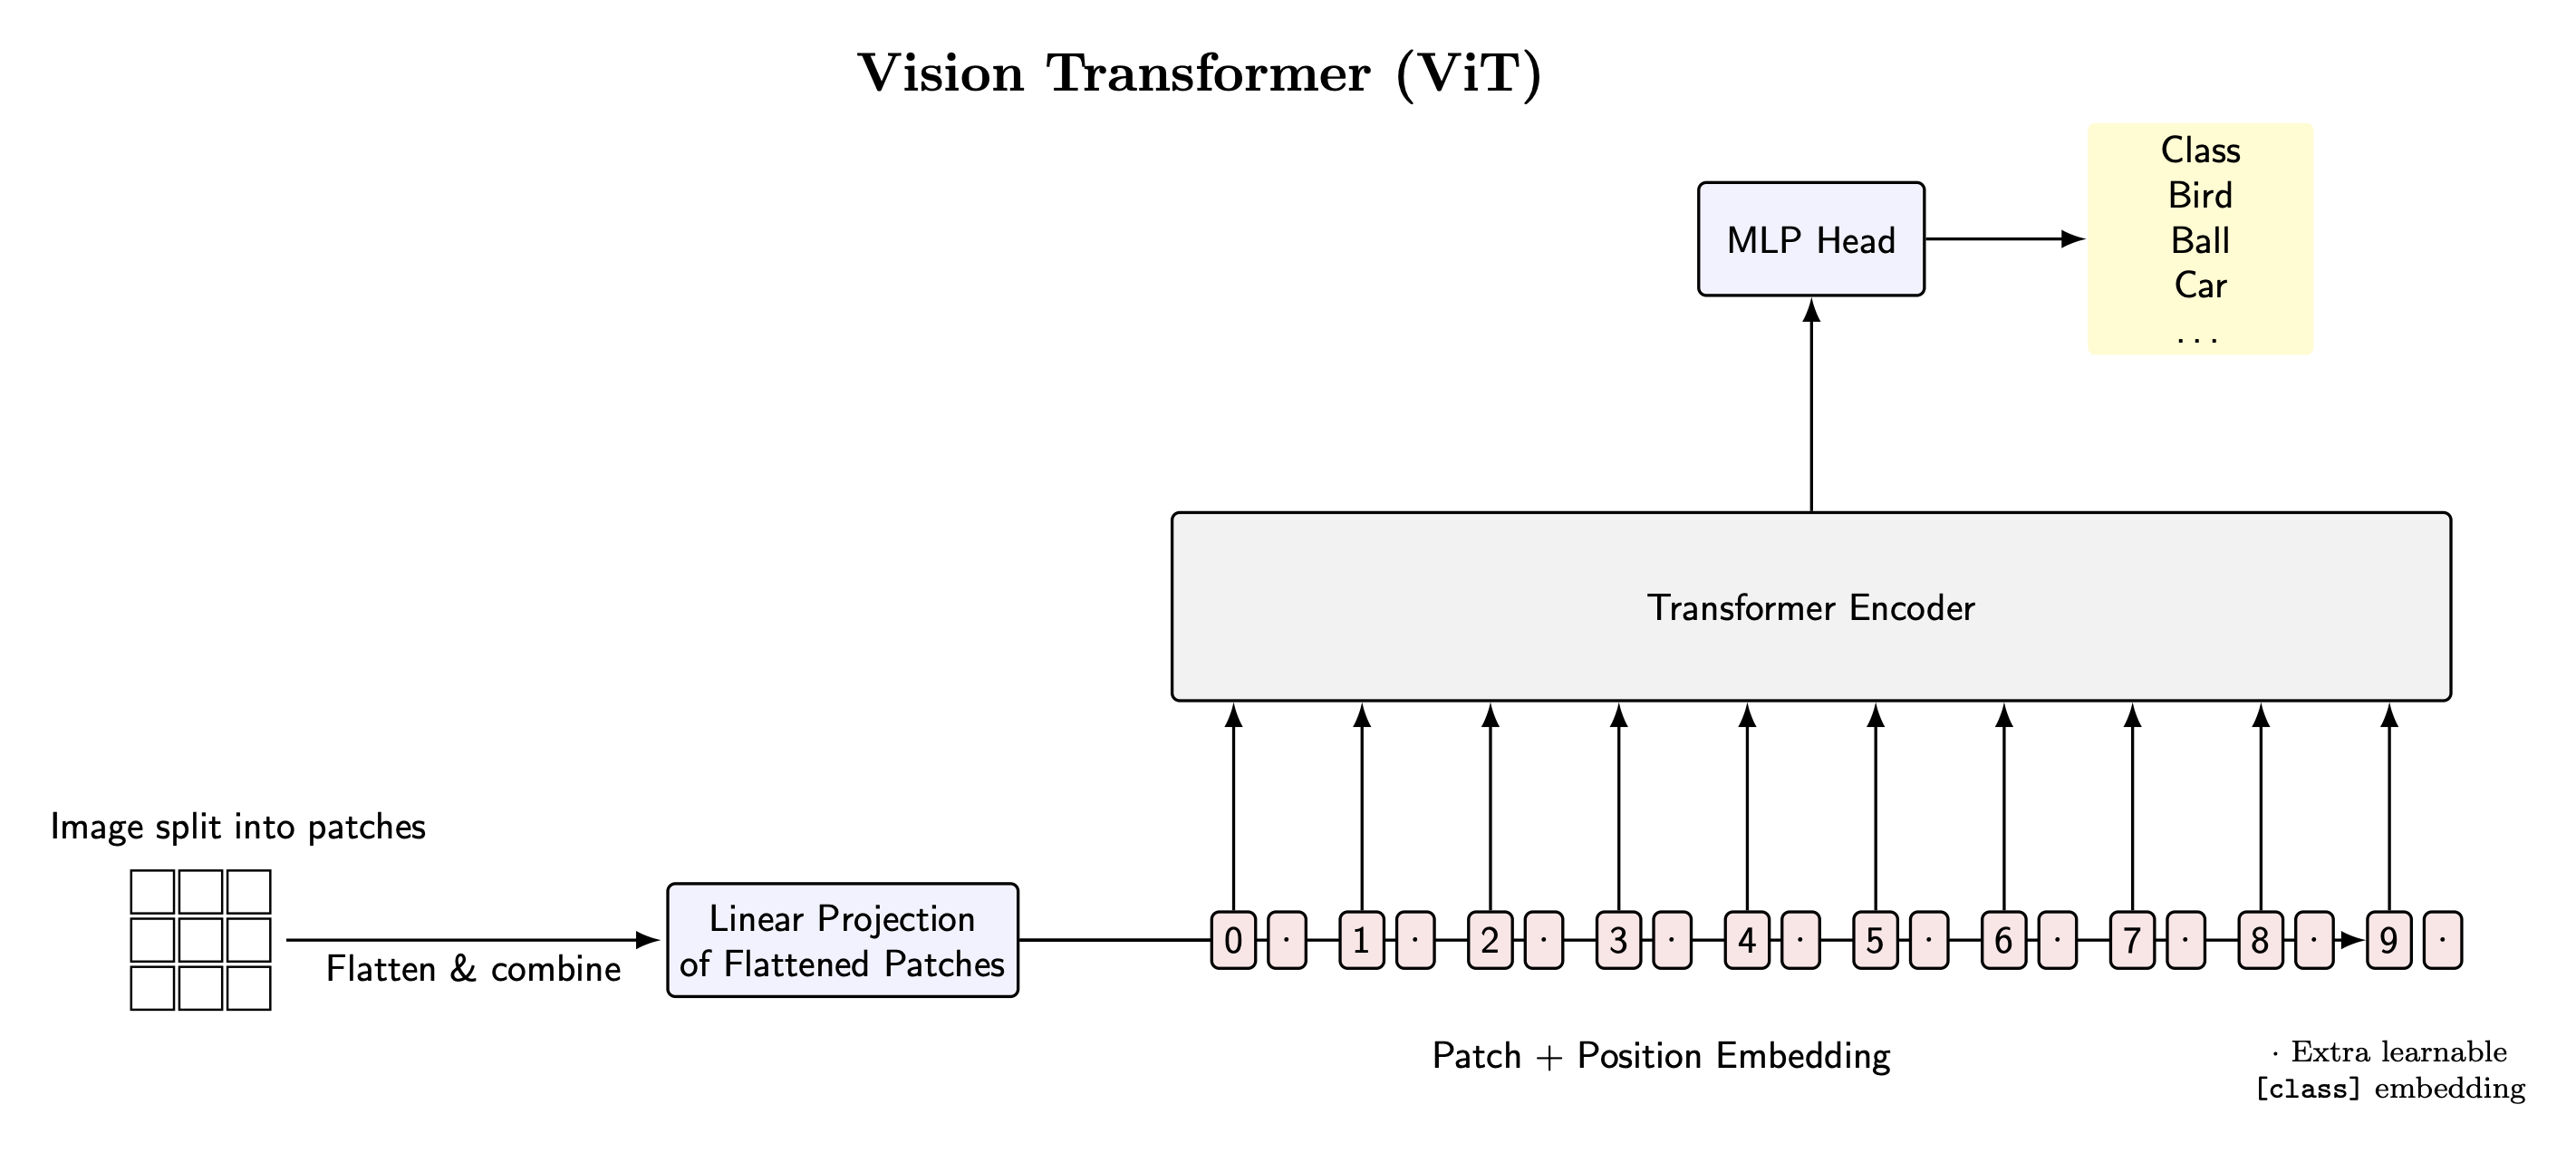 Vision Transformer (ViT)
Class
Bird
Ball
Car
...
MLP Head
Transformer Encoder
Image split into patches
Flatten & combine
Linear Projection
of Flattened Patches
0 · 1 · 2 · 3 · 4 · 5 · 6 · 7 · 8 · 9 ·
Patch + Position Embedding
· Extra learnable
[class] embedding